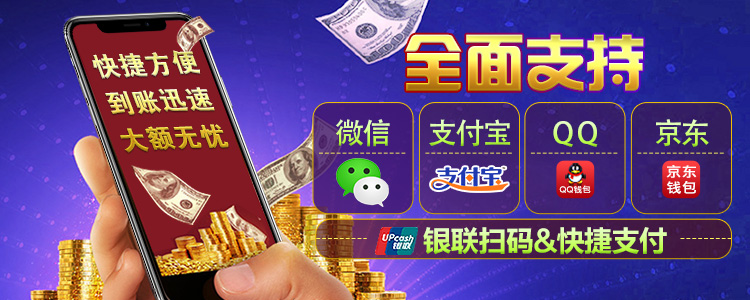 快捷方便
到账迅速
大额无忧
全面支持
微信
支付宝
QQ
京东
支付宝
QQ钱包
京东
钱包
UPcash
银联
银联扫码&快捷支付